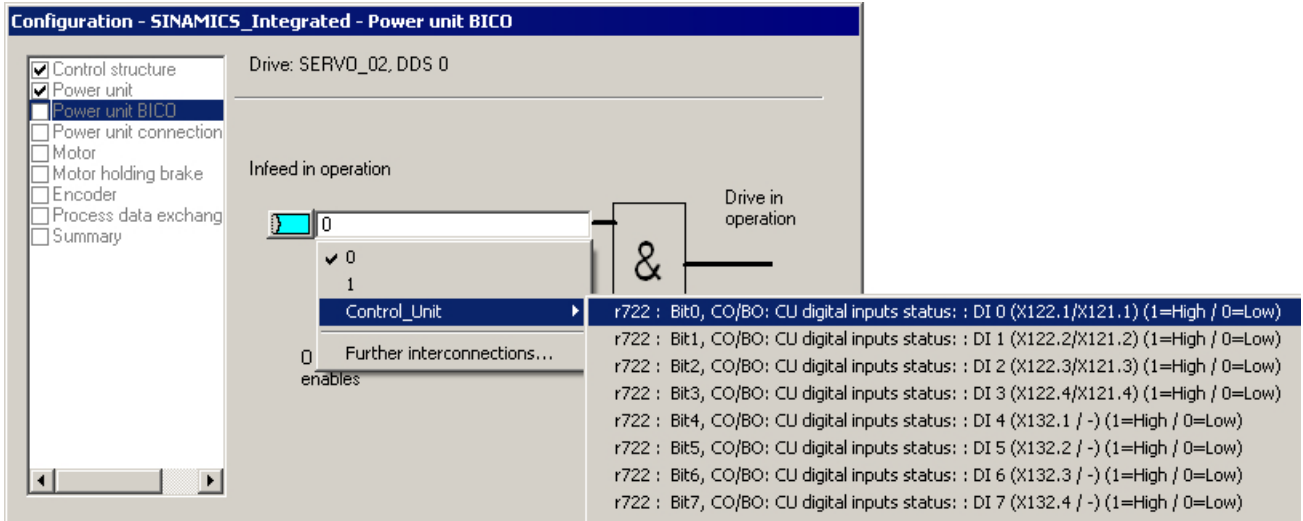 Configuration - SINAMICS_Integrated - Power unit BICO
Control structure
Power unit
Power unit BICO
Power unit connection
Motor
Motor holding brake
Encoder
Process data exchang
Summary
Drive: SERVO_02, DDS 0
Infeed in operation
0
Drive in
operation
&
0
1
Control_Unit
Further interconnections...
O
enables
r722 : Bit0, CO/BO: CU digital inputs status: : DI 0 (X122.1/X121.1) (1=High / 0=Low)
r722 : Bit1, CO/BO: CU digital inputs status: : DI 1 (X122.2/X121.2) (1=High / 0=Low)
r722 : Bit2, CO/BO: CU digital inputs status: : DI 2 (X122.3/X121.3) (1=High / 0=Low)
r722 : Bit3, CO/BO: CU digital inputs status: : DI 3 (X122.4/X121.4) (1=High / 0=Low)
r722 : Bit4, CO/BO: CU digital inputs status: : DI 4 (X132.1 / -) (1=High / 0=Low)
r722 : Bit5, CO/BO: CU digital inputs status: : DI 5 (X132.2 / -) (1=High / 0=Low)
r722 : Bit6, CO/BO: CU digital inputs status: : DI 6 (X132.3 / -) (1=High / 0=Low)
r722 : Bit7, CO/BO: CU digital inputs status: : DI 7 (X132.4 / -) (1=High / 0=Low)